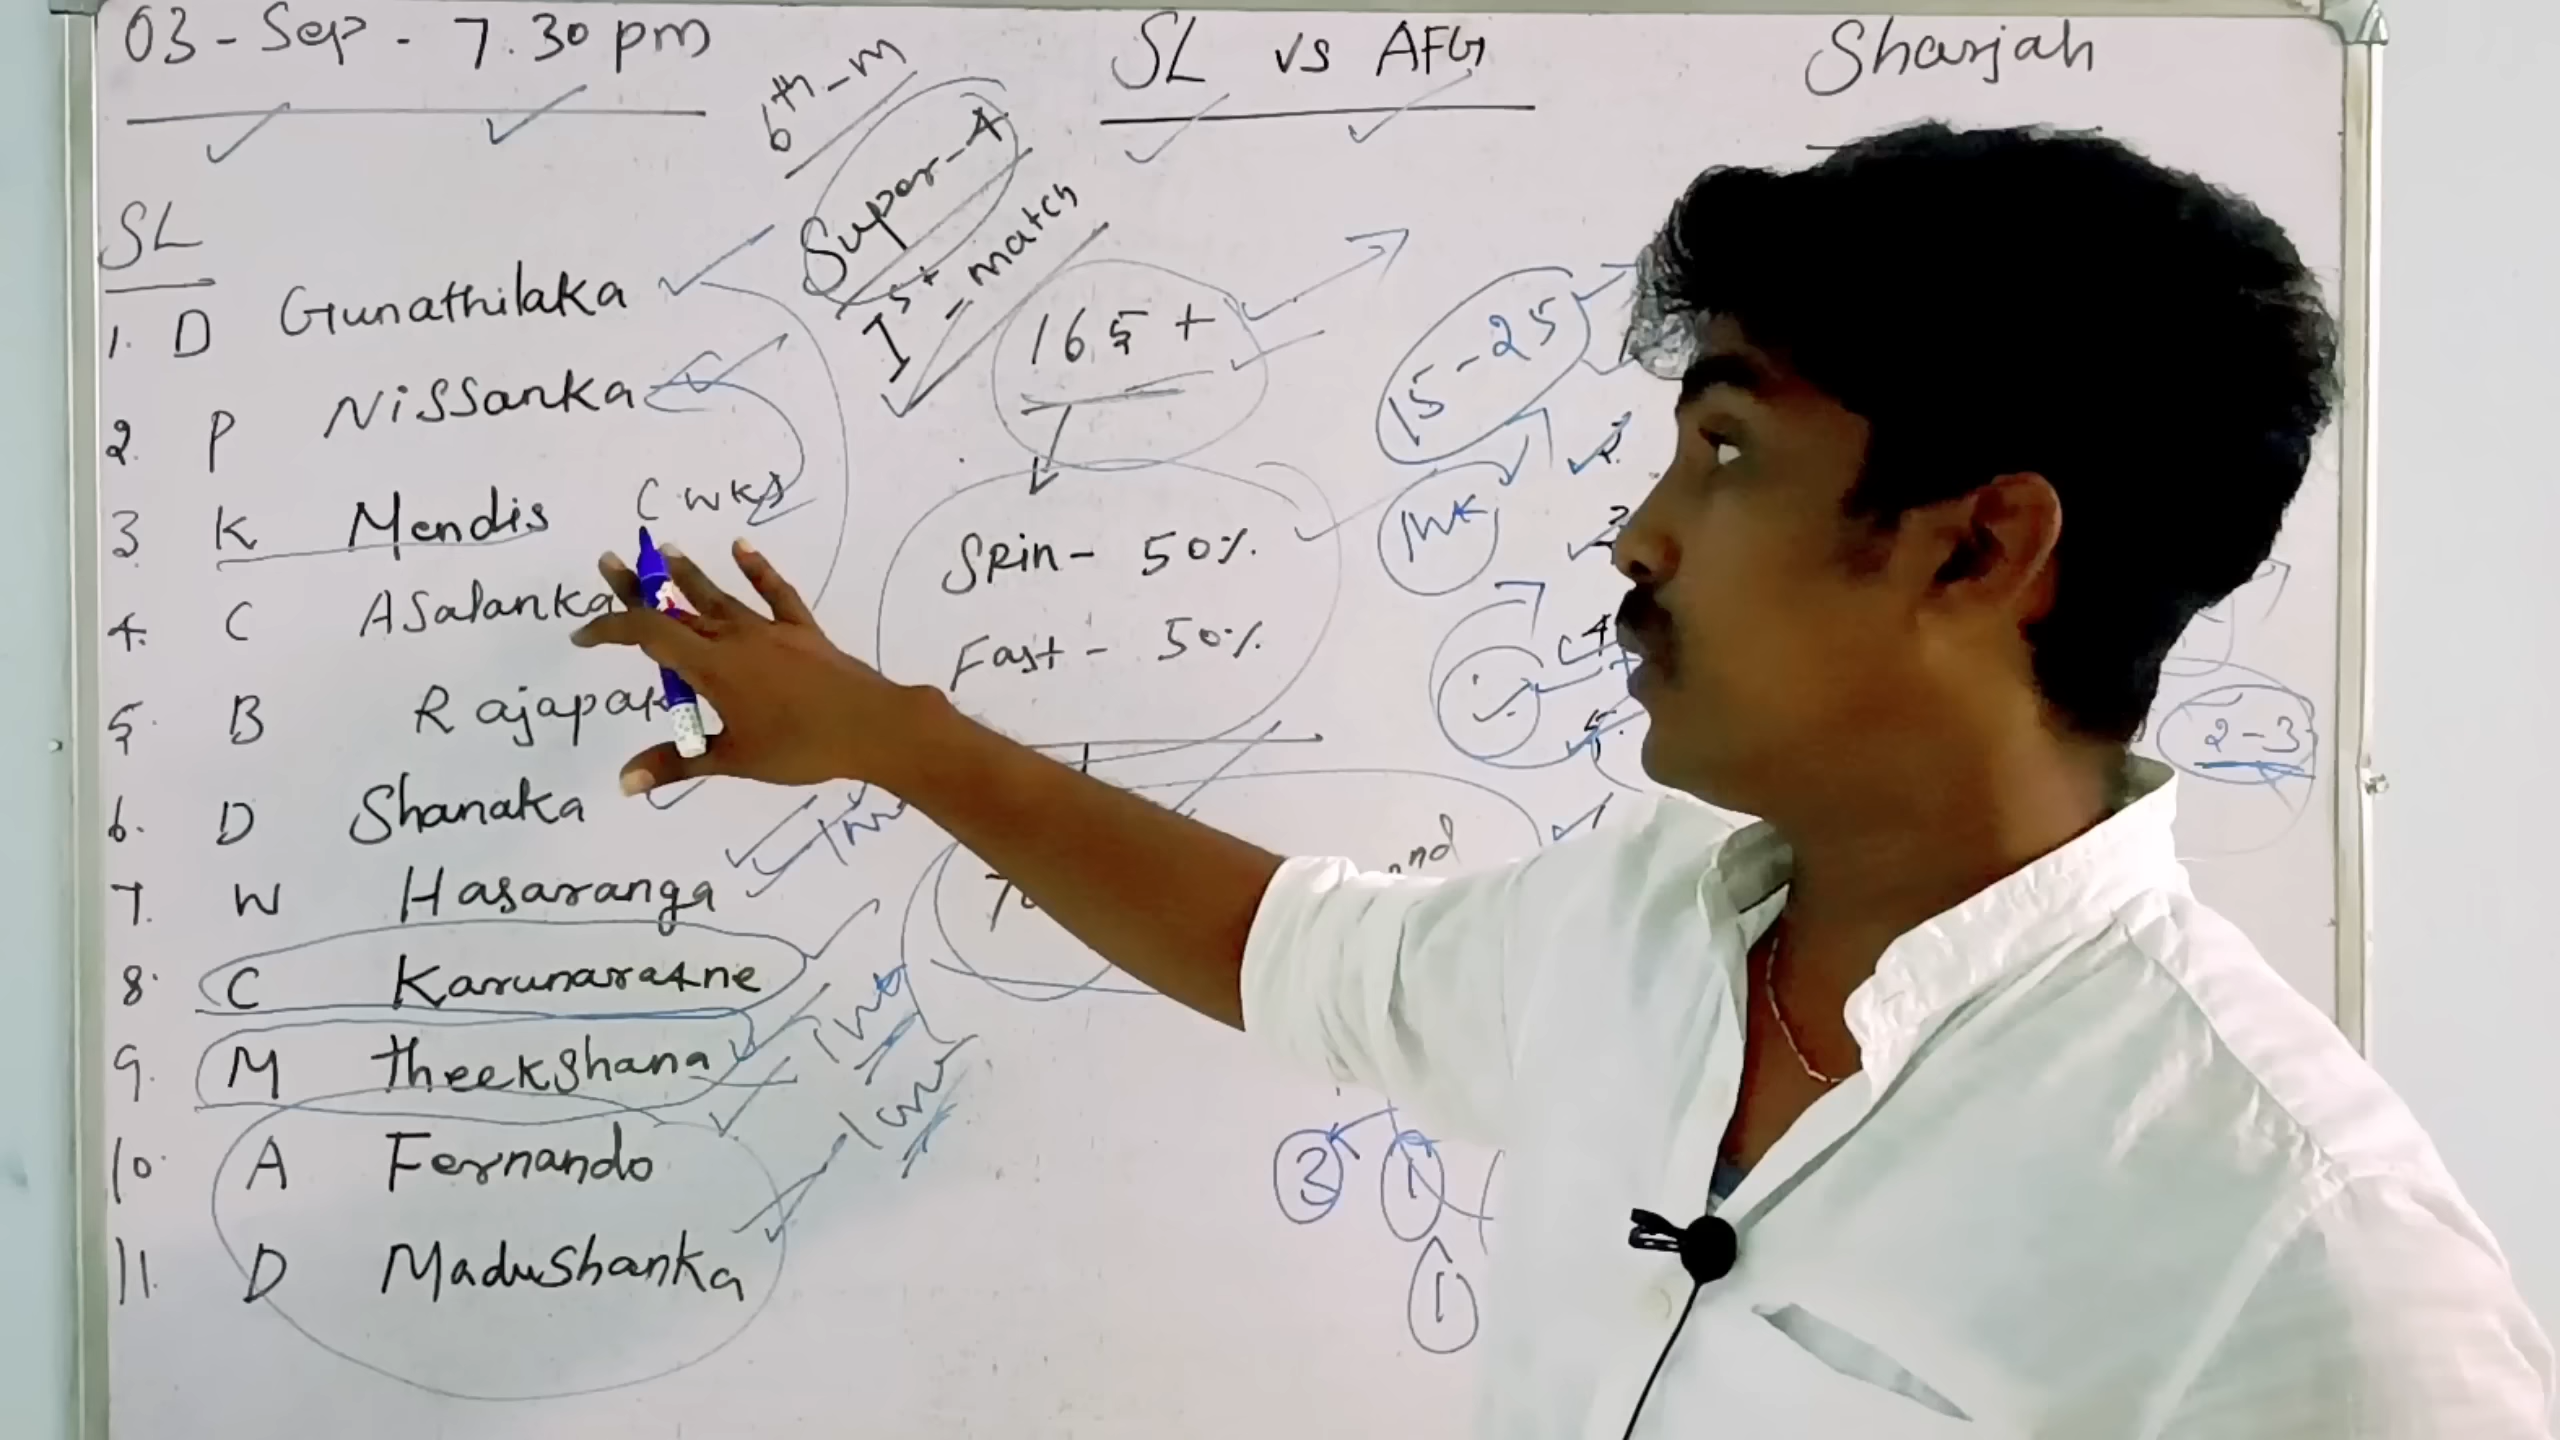 03 - Sep - 7.30 pm
SL vs AFG
Sharjah
6th - m
Super - 4
1st - match
SL
1. D Gunathilaka
2 P Nissanka
3 K Mendis (wk)
4. C Asalanka
5. B Rajapak
6. D Shanaka
7. W Hasaranga
8. C Karunaratne
9. M theekshana
10. A Fernando
11. D Madushanka
165 +
Spin - 50%
Fast - 50%
15 - 25
1wk
2 - 3
3
1
1